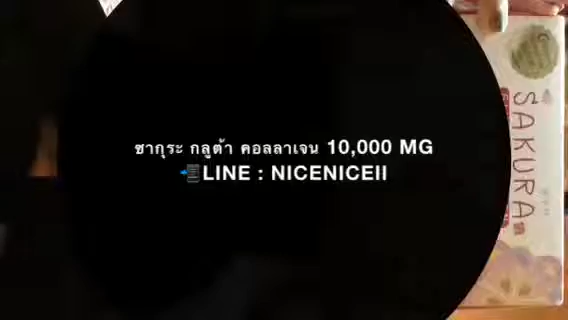 ซากุระ กลูต้า คอลลาเจน 10,000 MG
📲LINE : NICENICEII
SAKURA